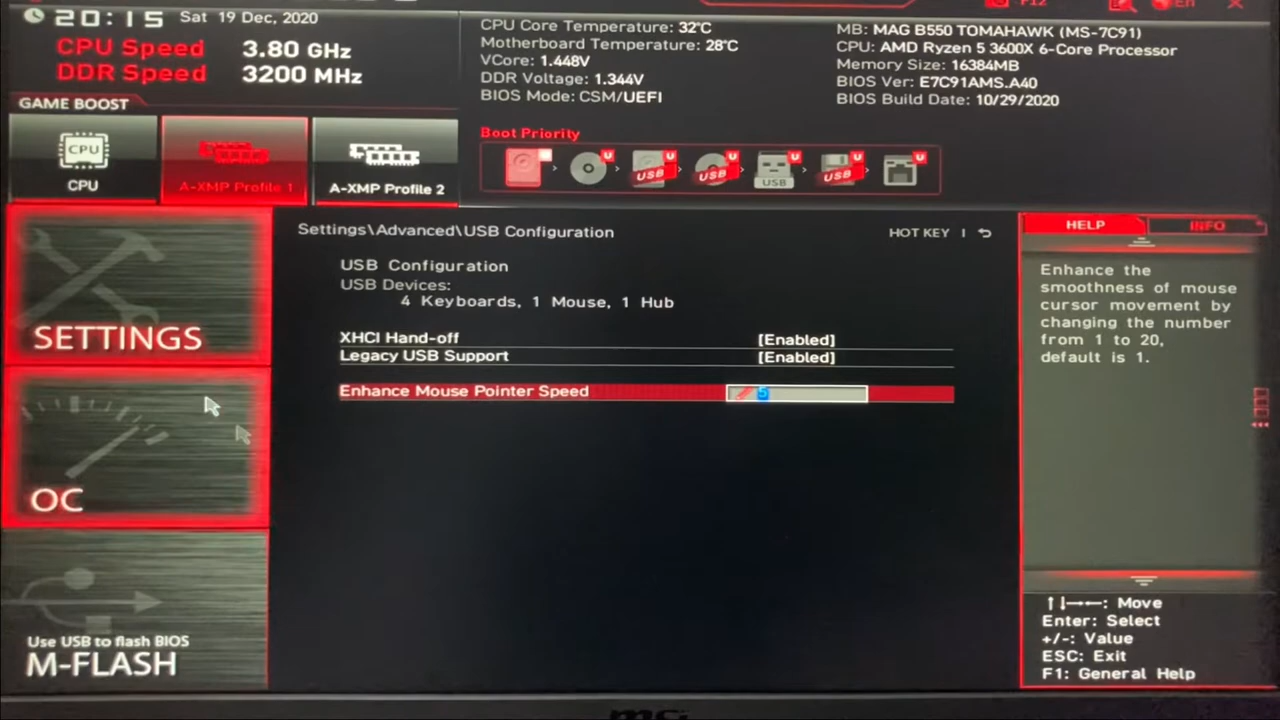 F12
En
X
20:15 Sat 19 Dec, 2020
CPU Speed 3.80 GHz
DDR Speed 3200 MHz
CPU Core Temperature: 32°C
Motherboard Temperature: 28°C
VCore: 1.448V
DDR Voltage: 1.344V
BIOS Mode: CSM/UEFI
MB: MAG B550 TOMAHAWK (MS-7C91)
CPU: AMD Ryzen 5 3600X 6-Core Processor
Memory Size: 16384MB
BIOS Ver: E7C91AMS.A40
BIOS Build Date: 10/29/2020
GAME BOOST
CPU
CPU
A-XMP Profile 1
A-XMP Profile 2
Boot Priority
U
U
USB
U
USB
U
USB
U
USB
U
U
SETTINGS
OC
Use USB to flash BIOS
M-FLASH
Settings\Advanced\USB Configuration
HOT KEY |
USB Configuration
USB Devices:
4 Keyboards, 1 Mouse, 1 Hub
XHCI Hand-off [Enabled]
Legacy USB Support [Enabled]
Enhance Mouse Pointer Speed 5
HELP
INFO
Enhance the
smoothness of mouse
cursor movement by
changing the number
from 1 to 20,
default is 1.
↑↓→←: Move
Enter: Select
+/-: Value
ESC: Exit
F1: General Help